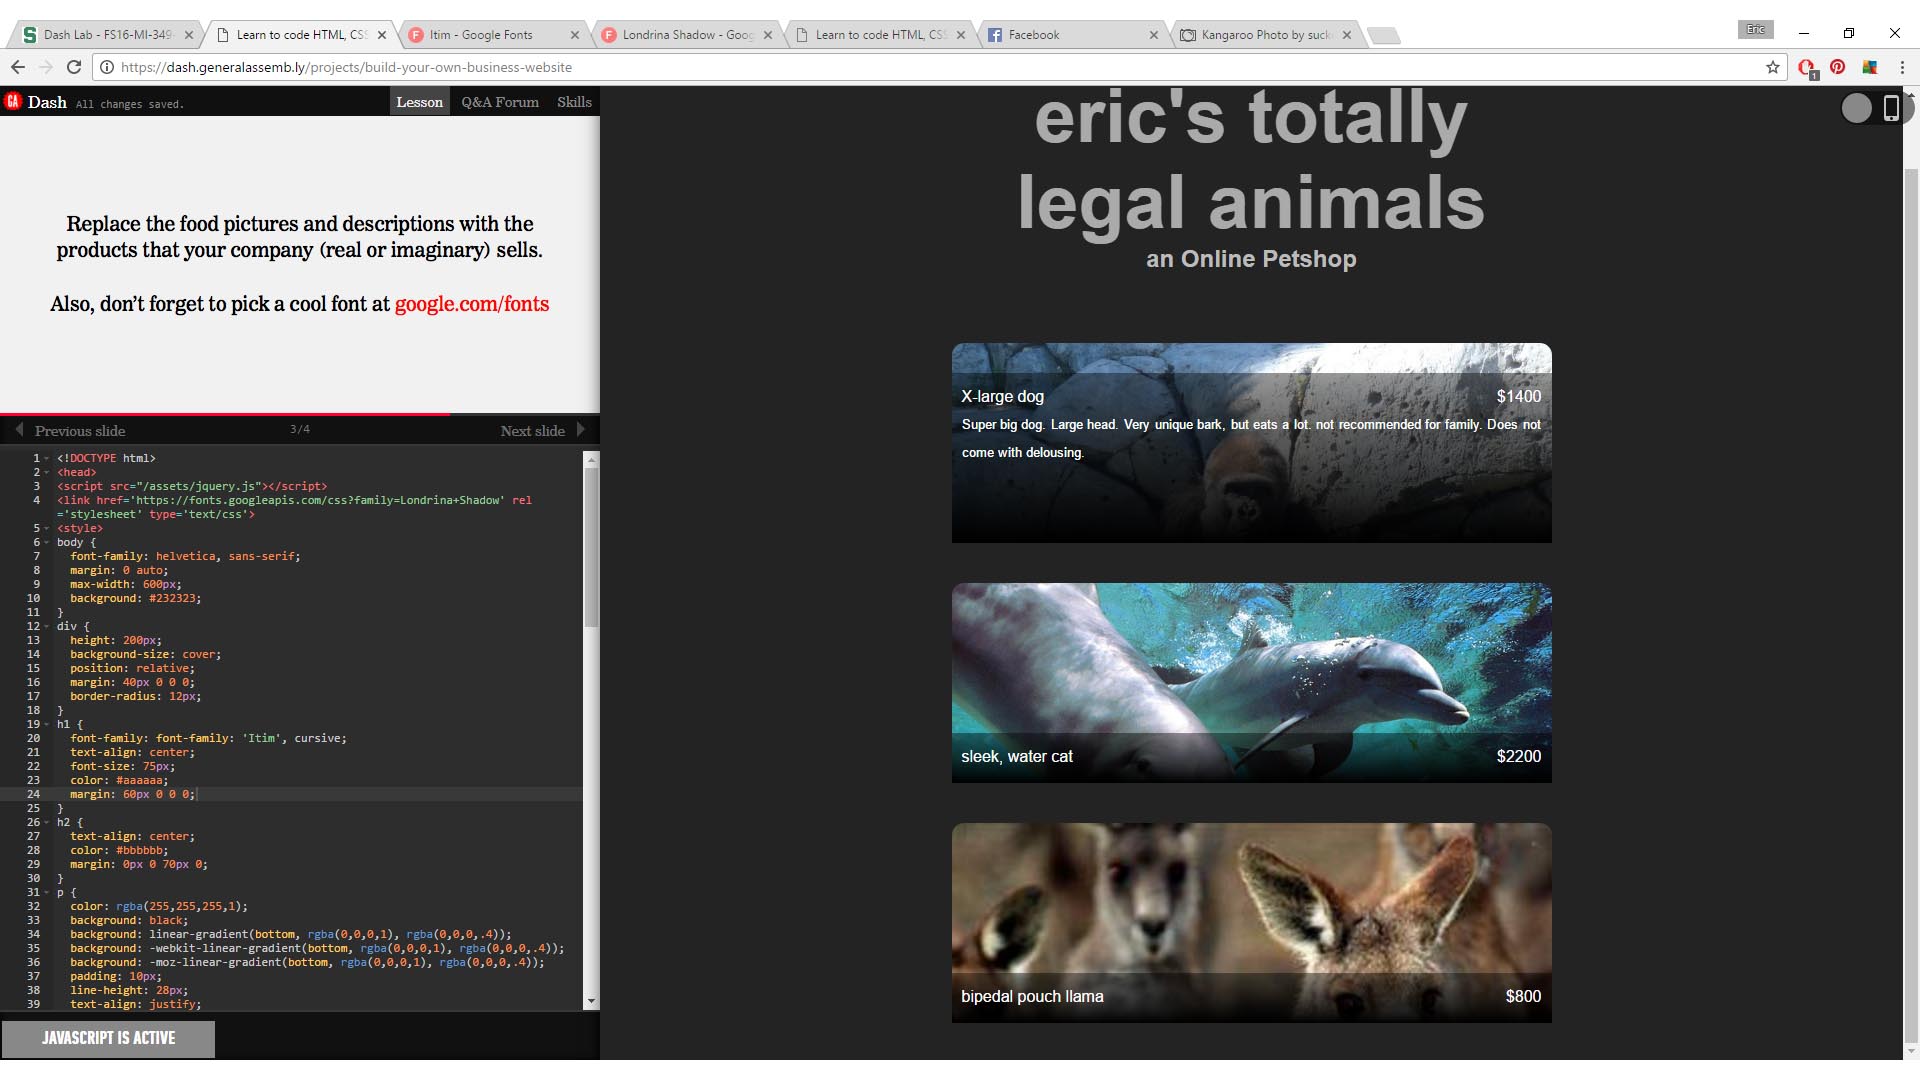 Dash Lab - FS16-MI-349-
Learn to code HTML, CSS
Itim - Google Fonts
Londrina Shadow - Goog
Learn to code HTML, CSS
Facebook
Kangaroo Photo by suck
Eric
https://dash.generalassemb.ly/projects/build-your-own-business-website
1
GA
Dash All changes saved.
Lesson
Q&A Forum
Skills
Replace the food pictures and descriptions with the
products that your company (real or imaginary) sells.
Also, don't forget to pick a cool font at google.com/fonts
Previous slide
3/4
Next slide
1 <!DOCTYPE html>
2 <head>
3 <script src="/assets/jquery.js"></script>
4 <link href='https://fonts.googleapis.com/css?family=Londrina+Shadow' rel
='stylesheet' type='text/css'>
5 <style>
6 body {
7 font-family: helvetica, sans-serif;
8 margin: 0 auto;
9 max-width: 600px;
10 background: #232323;
11 }
12 div {
13 height: 200px;
14 background-size: cover;
15 position: relative;
16 margin: 40px 0 0 0;
17 border-radius: 12px;
18 }
19 h1 {
20 font-family: font-family: 'Itim', cursive;
21 text-align: center;
22 font-size: 75px;
23 color: #aaaaaa;
24 margin: 60px 0 0 0;
25 }
26 h2 {
27 text-align: center;
28 color: #bbbbbb;
29 margin: 0px 0 70px 0;
30 }
31 p {
32 color: rgba(255,255,255,1);
33 background: black;
34 background: linear-gradient(bottom, rgba(0,0,0,1), rgba(0,0,0,.4));
35 background: -webkit-linear-gradient(bottom, rgba(0,0,0,1), rgba(0,0,0,.4));
36 background: -moz-linear-gradient(bottom, rgba(0,0,0,1), rgba(0,0,0,.4));
37 padding: 10px;
38 line-height: 28px;
39 text-align: justify;
JAVASCRIPT IS ACTIVE
eric's totally
legal animals
an Online Petshop
X-large dog $1400
Super big dog. Large head. Very unique bark, but eats a lot. not recommended for family. Does not
come with delousing.
sleek, water cat $2200
bipedal pouch llama $800